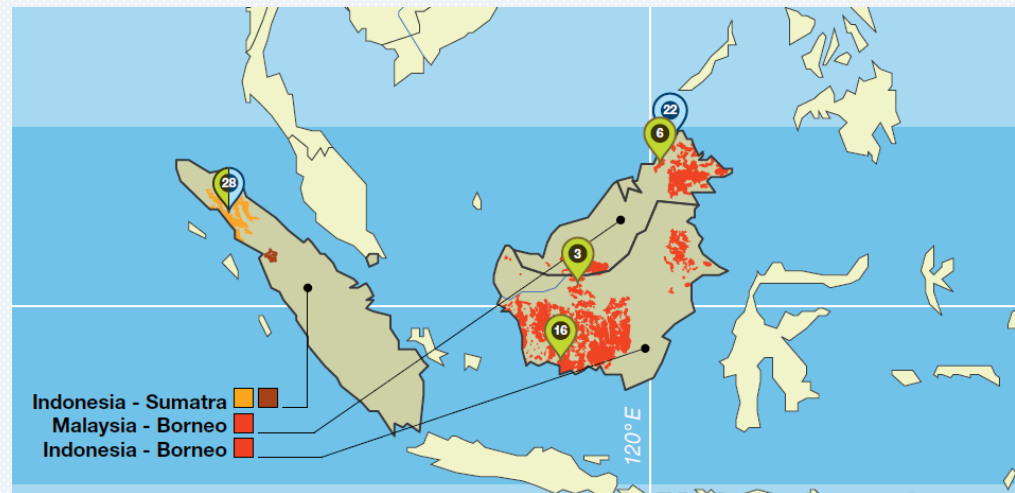 22
6
28
3
16
Indonesia - Sumatra
Malaysia - Borneo
Indonesia - Borneo
120° E